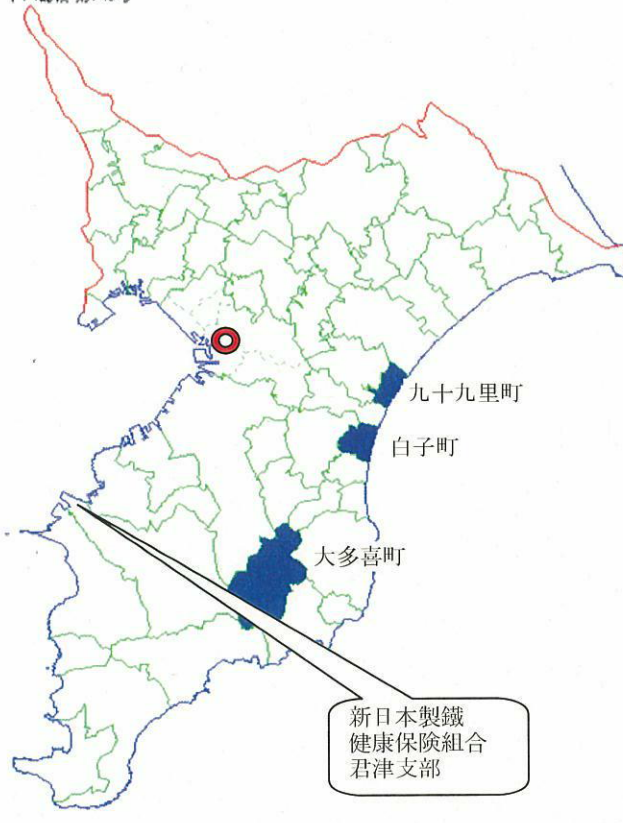 九十九里町
白子町
大多喜町
新日本製鐵
健康保険組合
君津支部